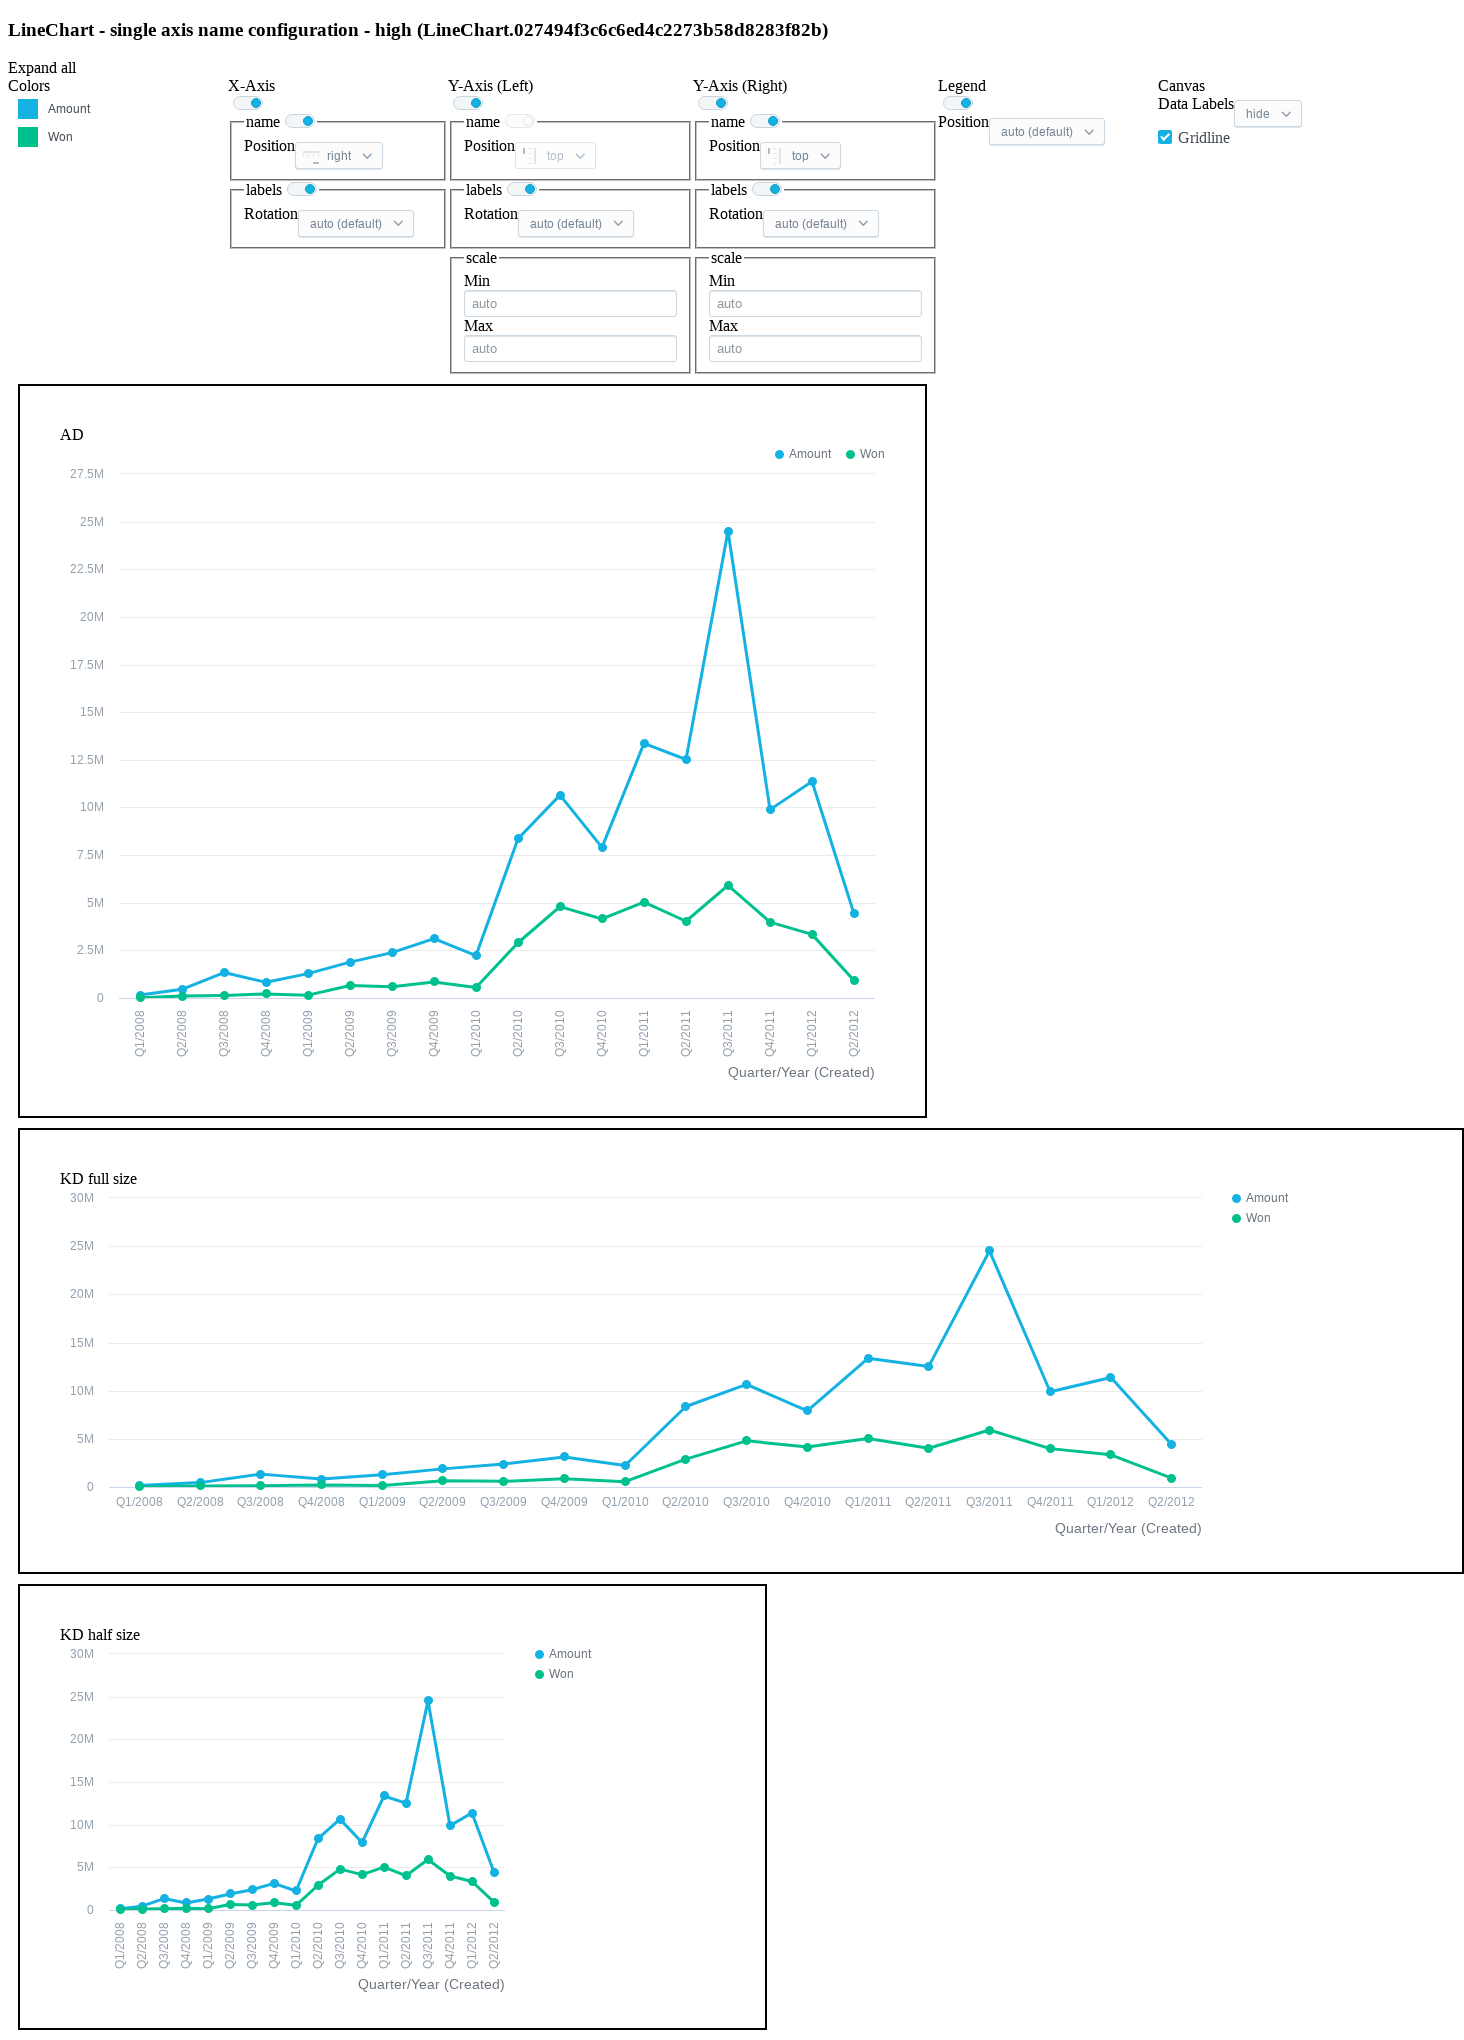 LineChart - single axis name configuration - high (LineChart.027494f3c6c6ed4c2273b58d8283f82b)
Expand all
Colors
Amount
Won
X-Axis
name
Position
right
labels
Rotation
auto (default)
Y-Axis (Left)
name
Position
top
labels
Rotation
auto (default)
scale
Min
auto
Max
auto
Y-Axis (Right)
name
Position
top
labels
Rotation
auto (default)
scale
Min
auto
Max
auto
Legend
Position
auto (default)
Canvas
Data Labels
hide
Gridline
AD
Amount
Won
27.5M
25M
22.5M
20M
17.5M
15M
12.5M
10M
7.5M
5M
2.5M
0
Q1/2008
Q2/2008
Q3/2008
Q4/2008
Q1/2009
Q2/2009
Q3/2009
Q4/2009
Q1/2010
Q2/2010
Q3/2010
Q4/2010
Q1/2011
Q2/2011
Q3/2011
Q4/2011
Q1/2012
Q2/2012
Quarter/Year (Created)
KD full size
Amount
Won
30M
25M
20M
15M
10M
5M
0
Q1/2008
Q2/2008
Q3/2008
Q4/2008
Q1/2009
Q2/2009
Q3/2009
Q4/2009
Q1/2010
Q2/2010
Q3/2010
Q4/2010
Q1/2011
Q2/2011
Q3/2011
Q4/2011
Q1/2012
Q2/2012
Quarter/Year (Created)
KD half size
Amount
Won
30M
25M
20M
15M
10M
5M
0
Q1/2008
Q2/2008
Q3/2008
Q4/2008
Q1/2009
Q2/2009
Q3/2009
Q4/2009
Q1/2010
Q2/2010
Q3/2010
Q4/2010
Q1/2011
Q2/2011
Q3/2011
Q4/2011
Q1/2012
Q2/2012
Quarter/Year (Created)